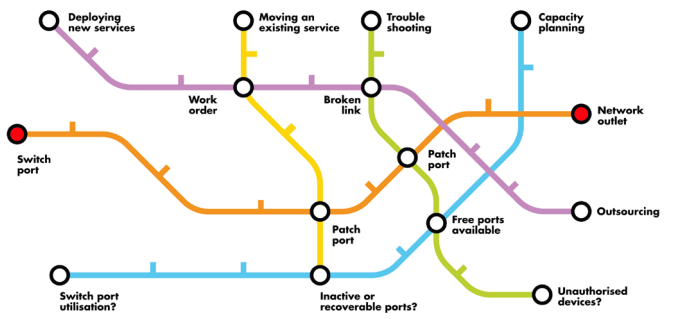 Deploying
new services
Moving an
existing service
Trouble
shooting
Capacity
planning
Work
order
Broken
link
Network
outlet
Switch
port
Patch
port
Patch
port
Free ports
available
Outsourcing
Switch port
utilisation?
Inactive or
recoverable ports?
Unauthorised
devices?